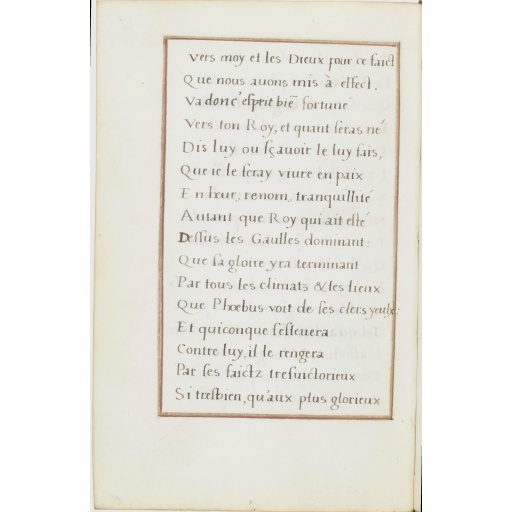 Vers moy et les Dieux pour ce faict
Que nous auons mis à effect.
Va donc' esprit biē fortuné
Vers ton Roy, et quant seras né
Dis luy ou sçauoir le luy fais,
Que ie le feray viure en paix
En heur, renom, tranquillité
Autant que Roy qui ait esté
Dessus les Gaulles dominant:
Que sa gloire yra terminant
Par tous les climats & les lieux
Que Phœbus voit de ses clers yeulx:
Et quiconque s'esleuera
Contre luy, il le rengera
Par ses faictz tresuictorieux
Si tresbien, qu'aux plus glorieux